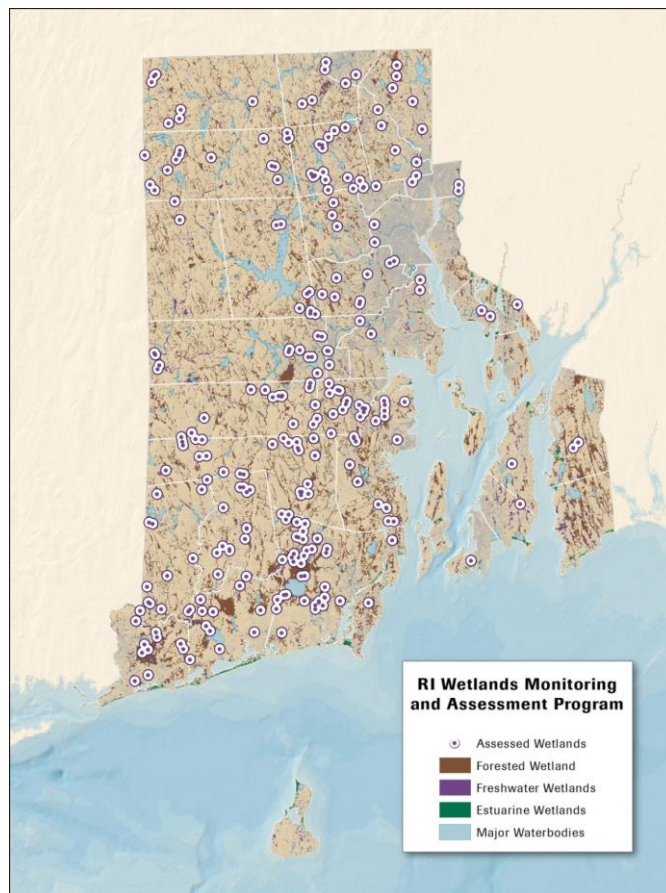 RI Wetlands Monitoring
and Assessment Program
Assessed Wetlands
Forested Wetland
Freshwater Wetlands
Estuarine Wetlands
Major Waterbodies